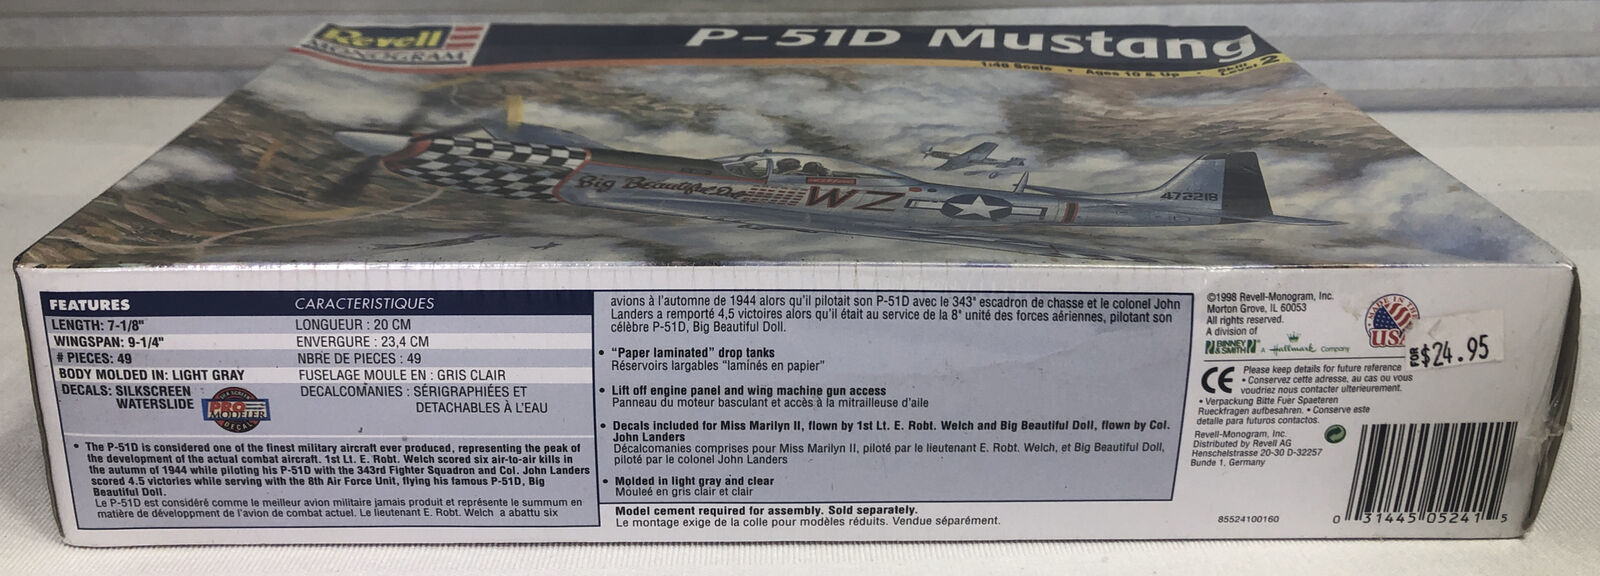 Revell
MONOGRAM
P-51D Mustang
1:48 Scale • Ages 10 & Up • Skill Level 2
Big Beautiful Doll
WZ
472218
FEATURES
CARACTERISTIQUES
LENGTH: 7-1/8"
LONGUEUR : 20 CM
WINGSPAN: 9-1/4"
ENVERGURE : 23,4 CM
# PIECES: 49
NBRE DE PIECES : 49
BODY MOLDED IN: LIGHT GRAY
FUSELAGE MOULE EN : GRIS CLAIR
DECALS: SILKSCREEN
WATERSLIDE
DECALCOMANIES : SÉRIGRAPHIÉES ET
DETACHABLES À L'EAU
PRO
MODELER
DECALS
• The P-51D is considered one of the finest military aircraft ever produced, representing the peak of
the development of the actual combat aircraft. 1st Lt. E. Robt. Welch scored six air-to-air kills in
the autumn of 1944 while piloting his P-51D with the 343rd Fighter Squadron and Col. John Landers
scored 4.5 victories while serving with the 8th Air Force Unit, flying his famous P-51D, Big
Beautiful Doll.
Le P-51D est considéré comme le meilleur avion militaire jamais produit et représente le summum en
matière de développment de l'avion de combat actuel. Le lieutenant E. Robt. Welch a abattu six
avions à l'automne de 1944 alors qu'il pilotait son P-51D avec le 343e escadron de chasse et le colonel John
Landers a remporté 4,5 victoires alors qu'il était au service de la 8e unité des forces aériennes, pilotant son
célèbre P-51D, Big Beautiful Doll.
• "Paper laminated" drop tanks
Réservoirs largables "laminés en papier"
• Lift off engine panel and wing machine gun access
Panneau du moteur basculant et accès à la mitrailleuse d'aile
• Decals included for Miss Marilyn II, flown by 1st Lt. E. Robt. Welch and Big Beautiful Doll, flown by Col.
John Landers
Décalcomanies comprises pour Miss Marilyn II, piloté par le lieutenant E. Robt. Welch, et Big Beautiful Doll,
piloté par le colonel John Landers
• Molded in light gray and clear
Mouleé en gris clair et clair
Model cement required for assembly. Sold separately.
Le montage exige de la colle pour modèles réduits. Vendue séparément.
©1998 Revell-Monogram, Inc.
Morton Grove, IL 60053
All rights reserved.
A division of
BINNEY
& SMITH
A Hallmark Company
MADE IN THE
USA
$24.95
CE
Please keep details for future reference
• Conservez cette adresse, au cas ou vous
voudriez nous contacter ulterieurement.
• Verpackung Bitte Fuer Spaeteren
Rueckfragen aufbesahren. • Conserve este
detalle para futuros contactos.
Revell-Monogram, Inc.
Distributed by Revell AG
Henschelstrasse 20-30 D-32257
Bunde 1, Germany
85524100160
0 31445 05241 5